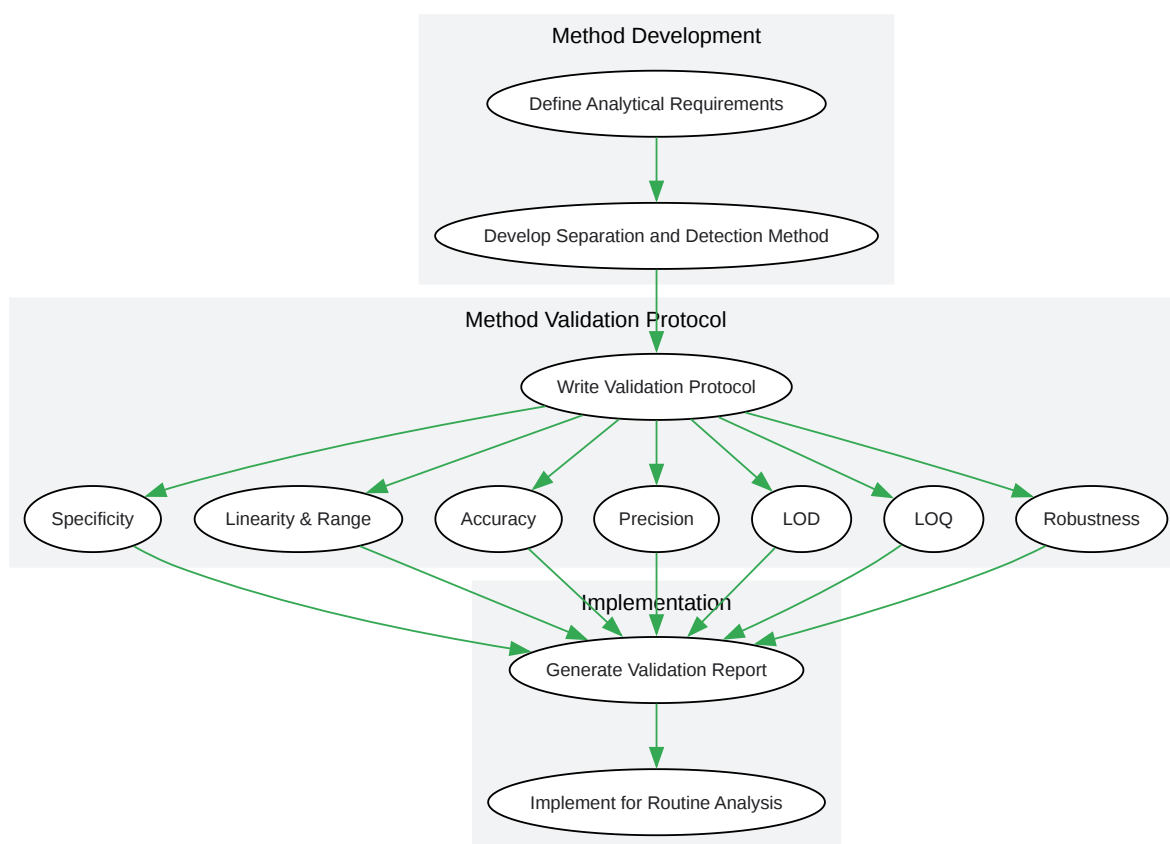 Method Development
Define Analytical Requirements
Develop Separation and Detection Method
Method Validation Protocol
Write Validation Protocol
Specificity
Linearity & Range
Accuracy
Precision
LOD
LOQ
Robustness
Implementation
Generate Validation Report
Implement for Routine Analysis